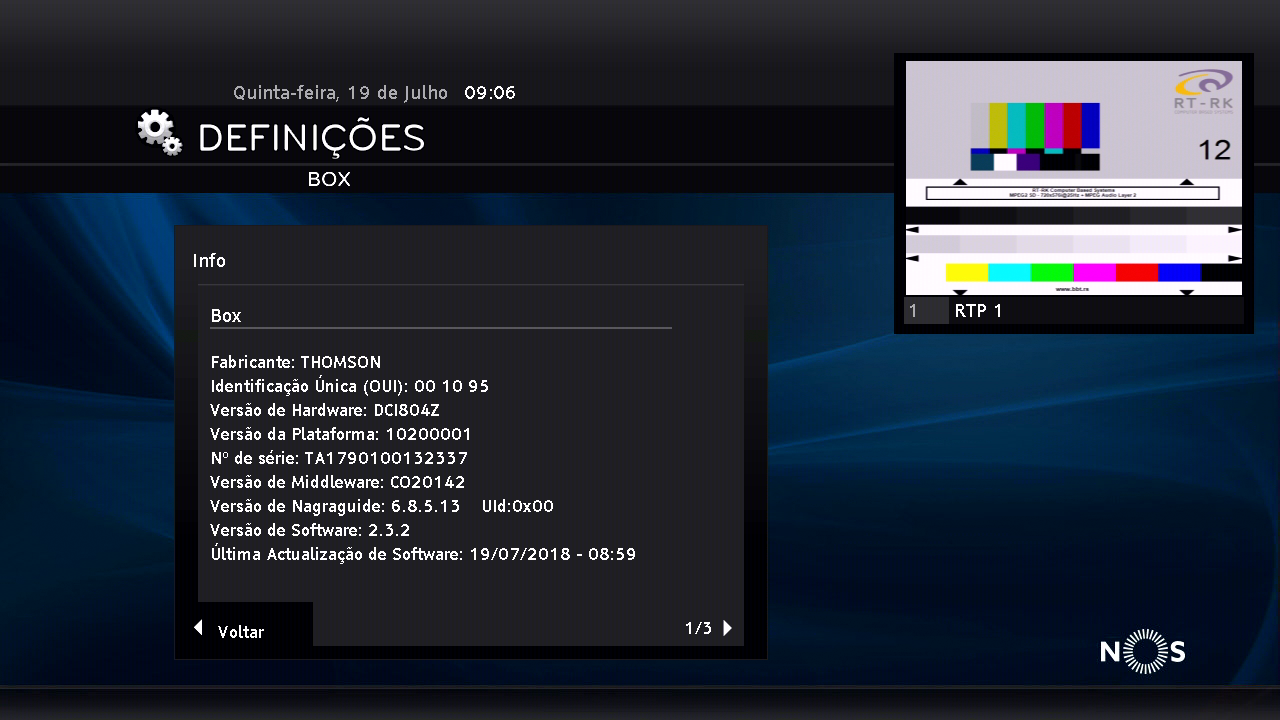 Quinta-feira, 19 de Julho 09:06
DEFINIÇÕES
BOX
RT-RK
COMPUTER BASED SYSTEMS
12
RT-RK Computer Based Systems
MPEG2 SD - 720x576i@25Hz + MPEG Audio Layer 2
www.bbt.rs
1 RTP 1
Info
Box
Fabricante: THOMSON
Identificação Única (OUI): 00 10 95
Versão de Hardware: DCI804Z
Versão da Plataforma: 10200001
Nº de série: TA1790100132337
Versão de Middleware: CO20142
Versão de Nagraguide: 6.8.5.13 UId:0x00
Versão de Software: 2.3.2
Última Actualização de Software: 19/07/2018 - 08:59
Voltar
1/3
NOS